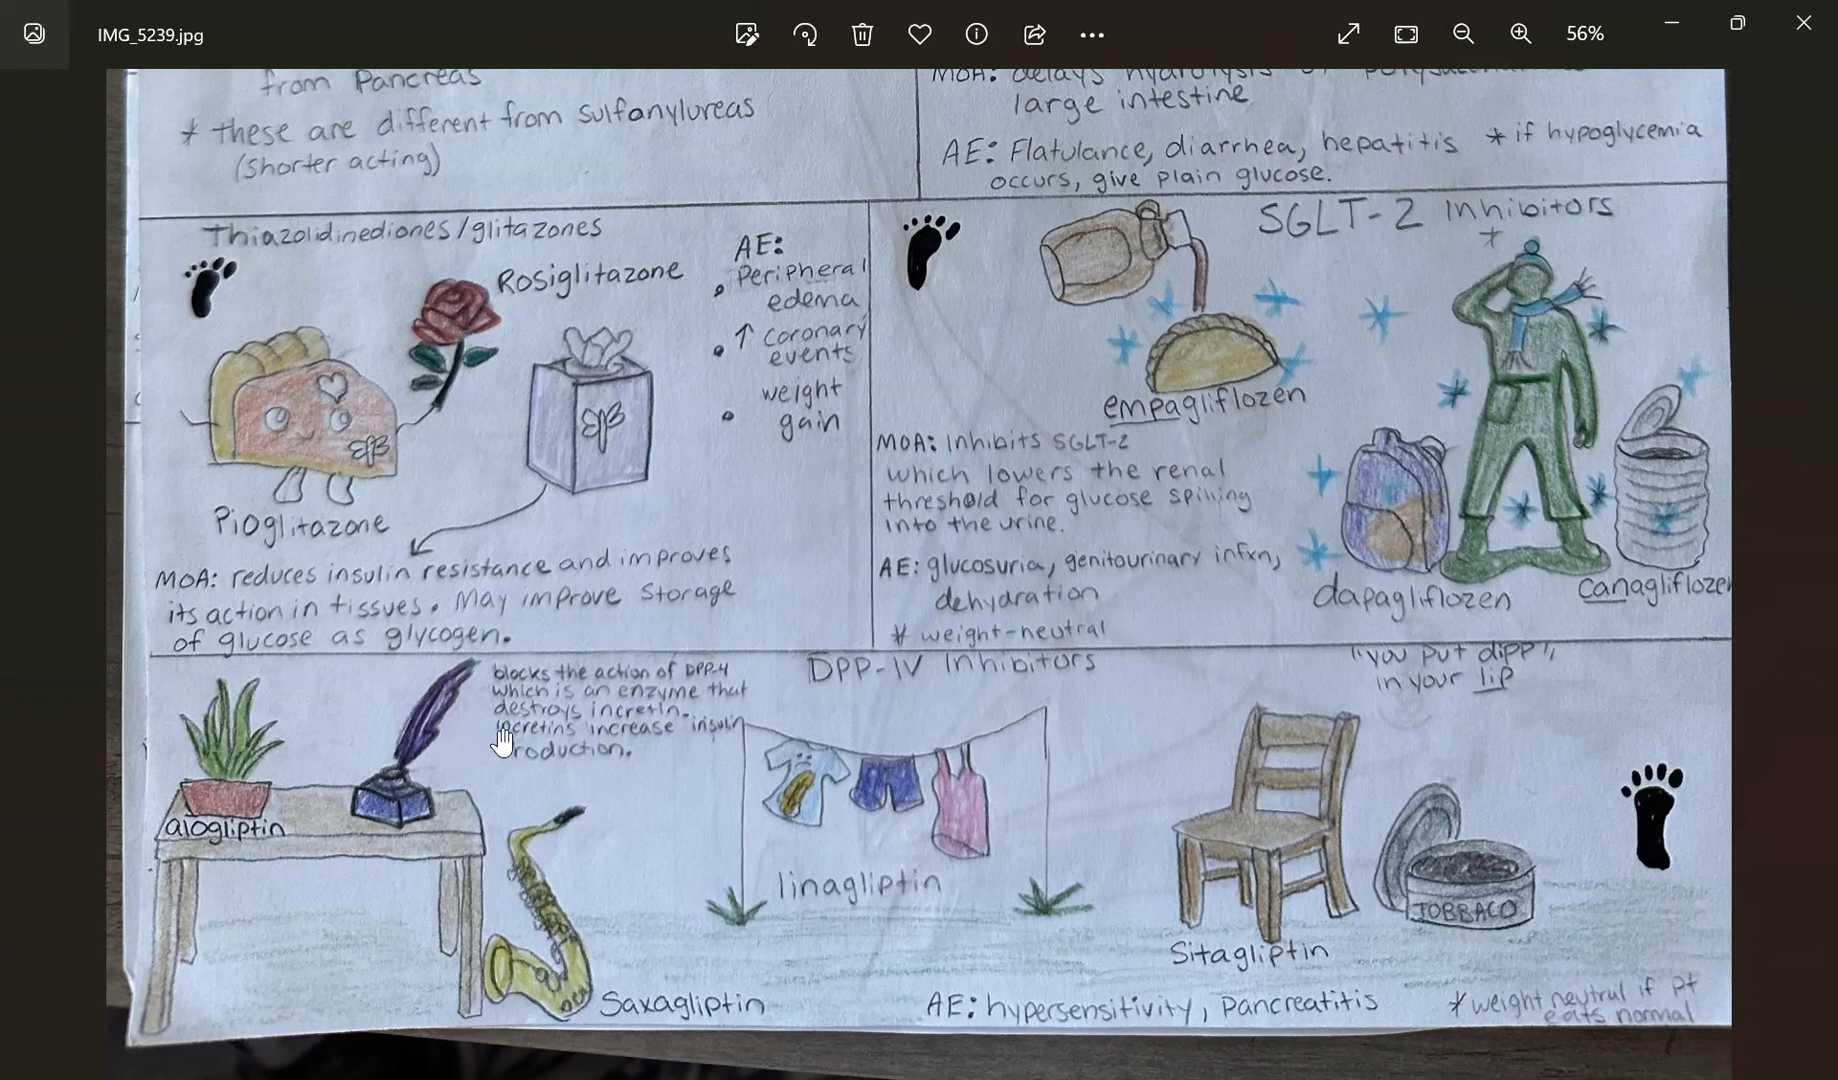 IMG_5239.jpg
56%
from Pancreas
* these are different from sulfonylureas
(shorter acting)
MOA: delays hydrolysis
large intestine
AE: Flatulance, diarrhea, hepatitis * if hypoglycemia
occurs, give plain glucose.
Thiazolidinediones/glitazones
Rosiglitazone
AE:
• Peripheral
edema
• ↑ coronary
events
• weight
gain
Pioglitazone
MOA: reduces insulin resistance and improves
its action in tissues. May improve storage
of glucose as glycogen.
SGLT-2 Inhibitors
*
empagliflozen
MOA: Inhibits SGLT-2
which lowers the renal
threshold for glucose spilling
into the urine.
AE: glucosuria, genitourinary infxn,
dehydration
* weight-neutral
dapagliflozen
canagliflozen
DPP-IV Inhibitors
blocks the action of DPP4
which is an enzyme that
destroys incretin.
Incretins increase insulin
production.
"you put dipp"
in your lip
alogliptin
linagliptin
TOBBACO
Sitagliptin
Saxagliptin
AE: hypersensitivity, Pancreatitis
* weight neutral if pt
eats normal